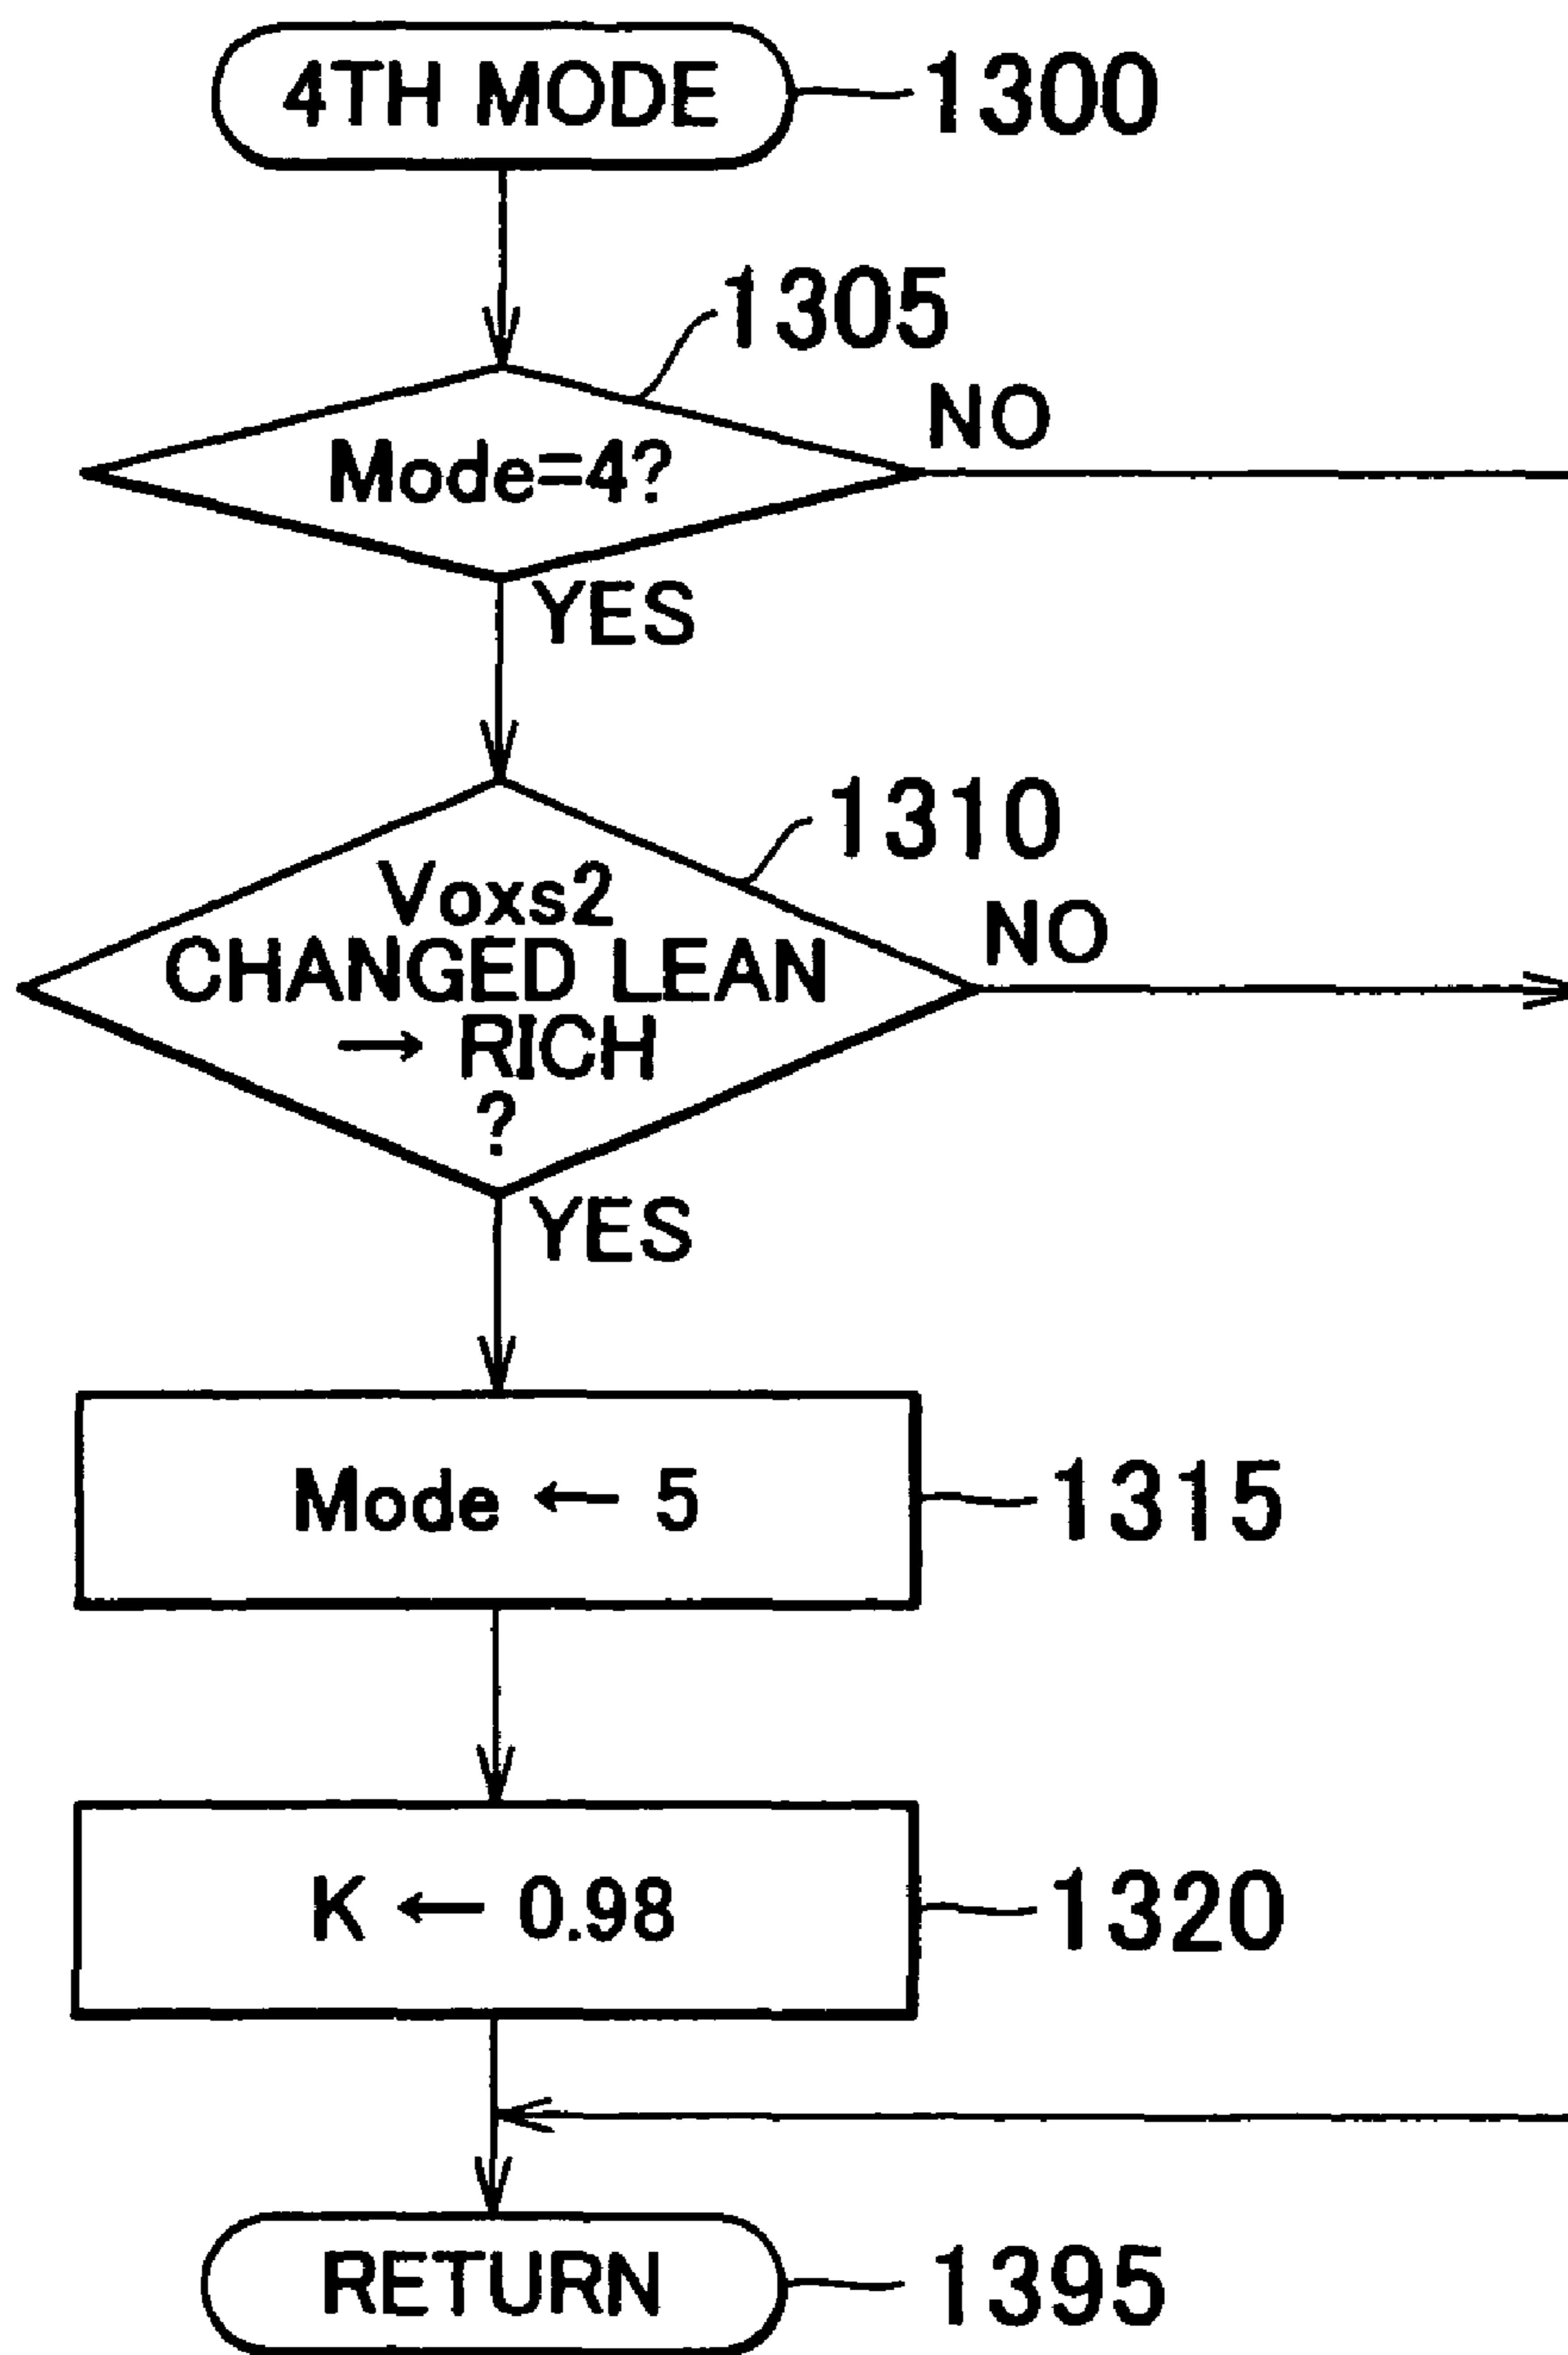 4TH MODE
1300
1305
Mode=4?
NO
YES
1310
Voxs2
CHANGED LEAN
→ RICH
?
NO
YES
Mode ← 5
1315
K ← 0.98
1320
RETURN
1395